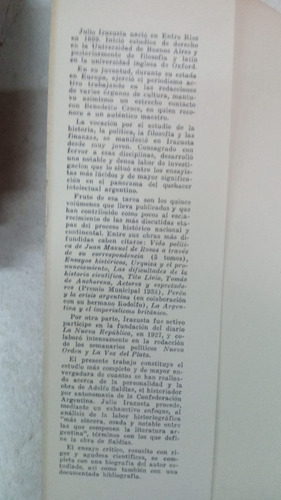 Julio Irazusta nació en Entre Ríos
en 1899. Inició estudios de derecho
en la Universidad de Buenos Aires y
posteriormente de filosofía y latín
en la universidad inglesa de Oxford.
En su juventud, durante su estada
en Europa, ejerció el periodismo ac-
tivo trabajando en las redacciones
de varios órganos de cultura, mantu-
vo asimismo un estrecho contacto
con Benedetto Croce, en quien reco-
noce a un auténtico maestro.
La vocación por el estudio de la
historia, la política, la filosofía y las
finanzas, se manifestó en Irazusta
desde muy joven. Consagrado con
fervor a esas disciplinas, desarrolló
una notable y densa labor de investi-
gación que lo situó entre los ensayis-
tas más lúcidos y de mayor significa-
ción en el panorama del quehacer
intelectual argentino.
Fruto de esa tarea son los quince
volúmenes que lleva publicados y que
han contribuido como pocos al escla-
recimiento de las más discutidas eta-
pas del proceso histórico nacional y
continental. Entre sus obras más di-
fundidas caben citarse: Vida políti-
ca de Juan Manuel de Rosas a través
de su correspondencia (5 tomos),
Ensayos históricos, Urquiza y el pro-
nunciamiento, Las dificultades de la
historia científica, Tito Livio, Tomás
de Anchorena, Actores y espectado-
res (Premio Municipal 1937), Perón
y la crisis argentina (en colaboración
con su hermano Rodolfo), La Argen-
tina y el imperialismo británico.
Por otra parte, Irazusta fue activo
partícipe en la fundación del diario
La Nueva República, en 1927, y co-
laboró intensamente en la redacción
de los semanarios políticos Nuevo
Orden y La Voz del Plata.
El presente trabajo constituye el
estudio más completo y de mayor en-
vergadura de cuantos se han realiza-
do acerca de la personalidad y la
obra de Adolfo Saldías, el historiador
por antonomasia de la Confederación
Argentina. Julio Irazusta procede,
mediante un exhaustivo enfoque, al
análisis de la labor historiográfica
"más sincera, osada y notable entre
las que componen la literatura ar-
gentina", términos con los que defi-
ne la obra de Saldías.
El ensayo crítico, resuelto con ri-
gor y agudeza científicos, se com-
pleta con una biografía del autor es-
tudiado, así como también con una
documentada bibliografía.